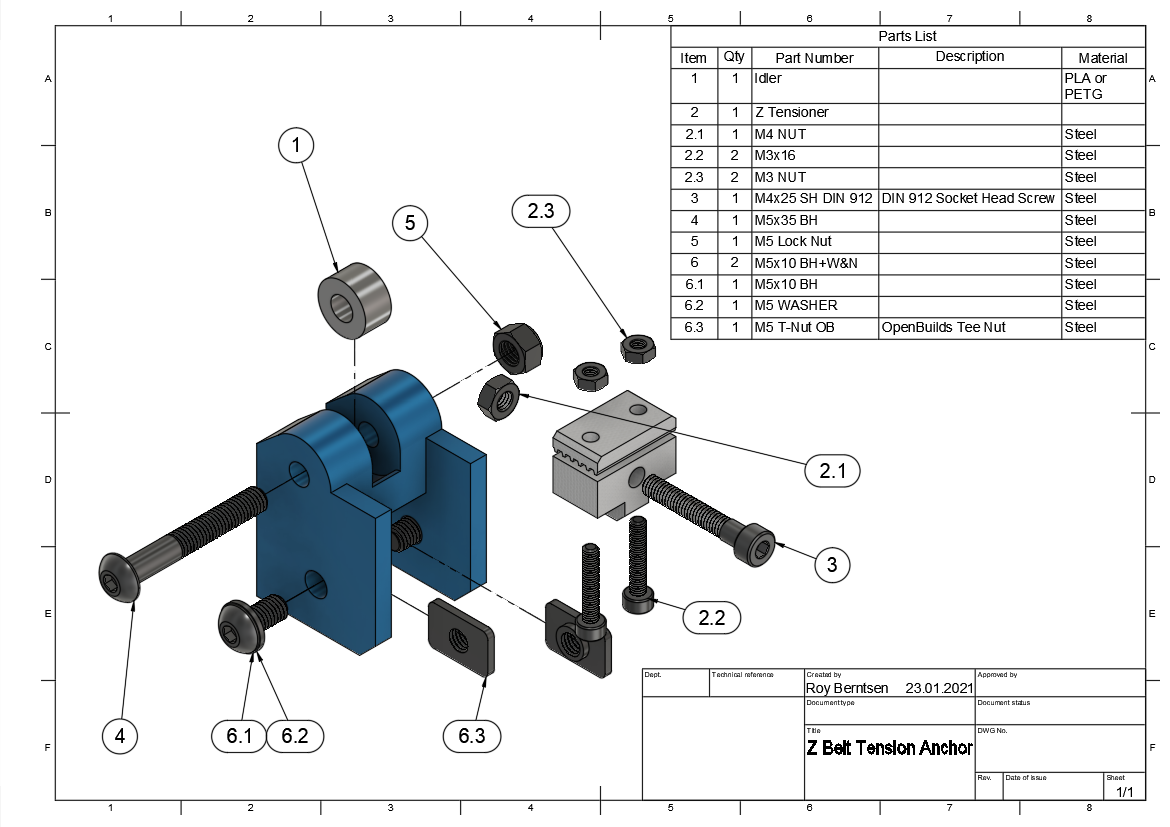 1 2 3 4 5 6 7 8
A A
B B
C C
D D
E E
F F
Parts List
Item Qty Part Number Description Material
1 1 Idler PLA or
PETG
2 1 Z Tensioner
2.1 1 M4 NUT Steel
2.2 2 M3x16 Steel
2.3 2 M3 NUT Steel
3 1 M4x25 SH DIN 912 DIN 912 Socket Head Screw Steel
4 1 M5x35 BH Steel
5 1 M5 Lock Nut Steel
6 2 M5x10 BH+W&N Steel
6.1 1 M5x10 BH Steel
6.2 1 M5 WASHER Steel
6.3 1 M5 T-Nut OB OpenBuilds Tee Nut Steel
1
5
2.3
2.1
3
2.2
4
6.1
6.2
6.3
Dept. Technical reference Created by Approved by
Roy Berntsen 23.01.2021
Document type Document status
Title DWG No.
Z Belt Tension Anchor
Rev. Date of issue Sheet
1/1
1 2 3 4 5 6 7 8